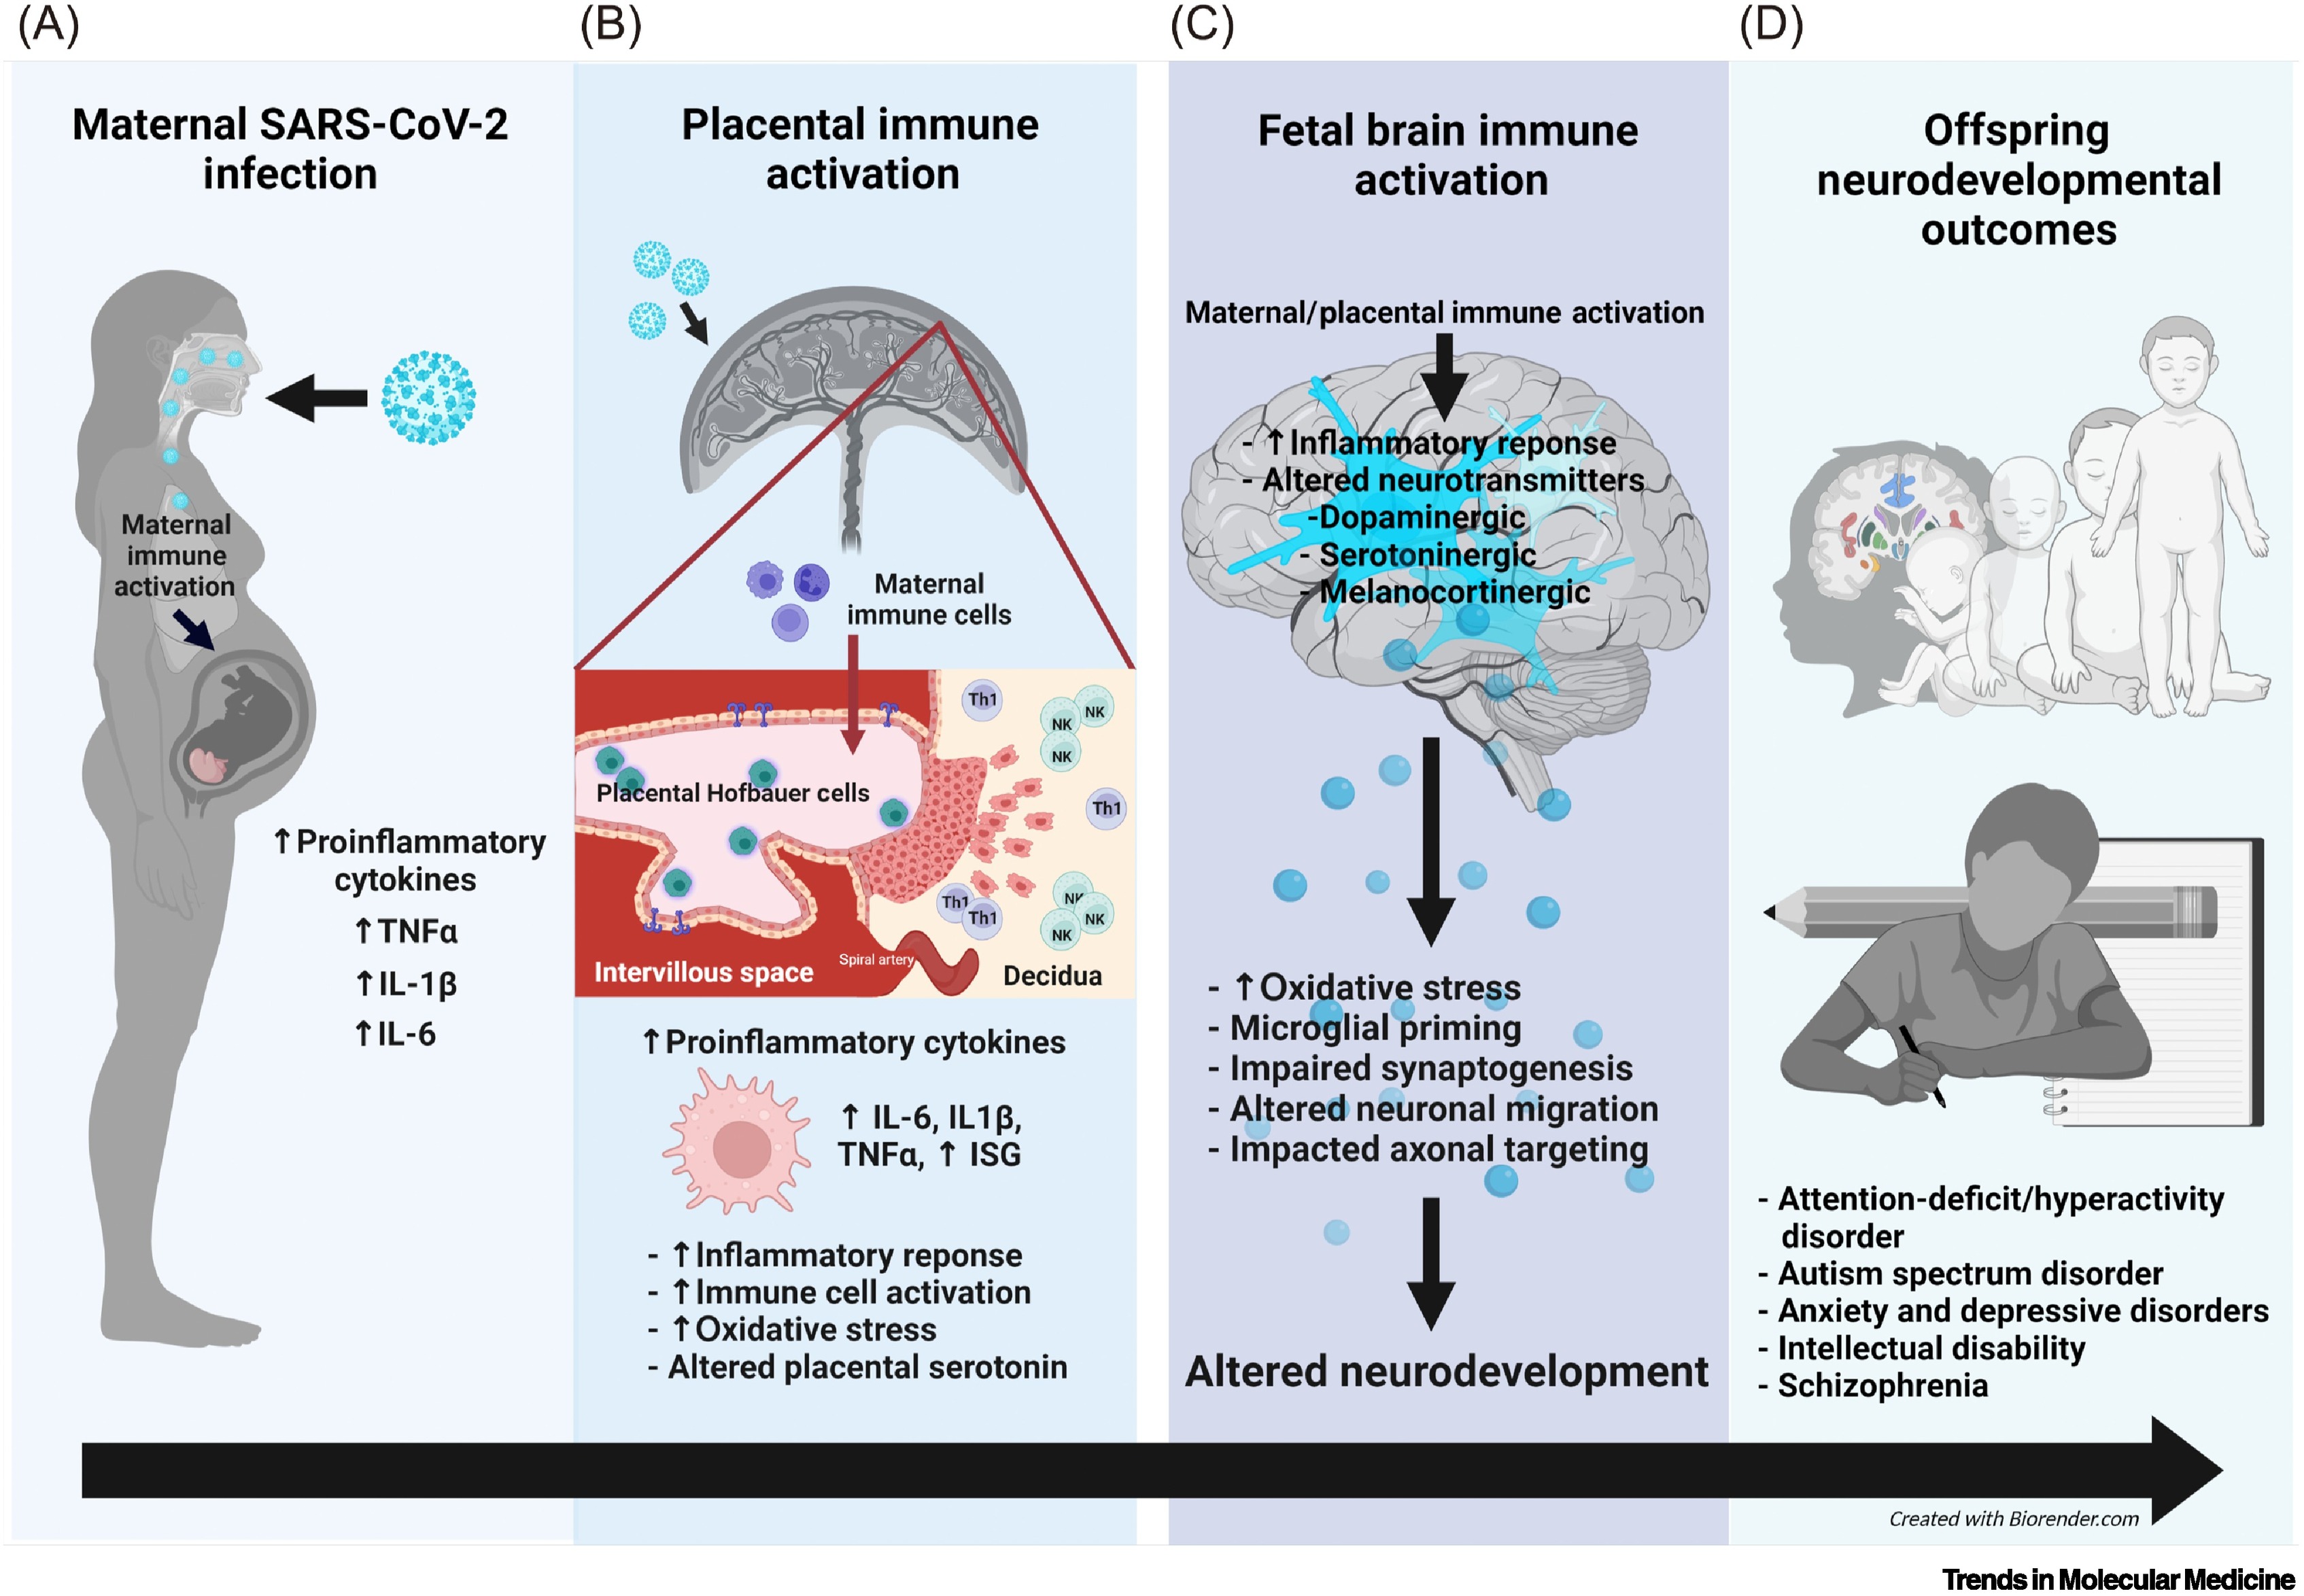 (A)
Maternal SARS-CoV-2
infection
Maternal
immune
activation
↑Proinflammatory
cytokines
↑TNFα
↑IL-1β
↑IL-6
(B)
Placental immune
activation
Maternal
immune cells
Th1
NK
NK
NK
Placental Hofbauer cells
Th1
Th1
Th1
NK
NK
NK
Spiral artery
Intervillous space
Decidua
↑Proinflammatory cytokines
↑ IL-6, IL1β,
TNFα, ↑ ISG
- ↑Inflammatory reponse
- ↑Immune cell activation
- ↑Oxidative stress
- Altered placental serotonin
(C)
Fetal brain immune
activation
Maternal/placental immune activation
- ↑Inflammatory reponse
- Altered neurotransmitters
-Dopaminergic
- Serotoninergic
- Melanocortinergic
- ↑Oxidative stress
- Microglial priming
- Impaired synaptogenesis
- Altered neuronal migration
- Impacted axonal targeting
Altered neurodevelopment
(D)
Offspring
neurodevelopmental
outcomes
- Attention-deficit/hyperactivity
disorder
- Autism spectrum disorder
- Anxiety and depressive disorders
- Intellectual disability
- Schizophrenia
Created with Biorender.com
Trends in Molecular Medicine